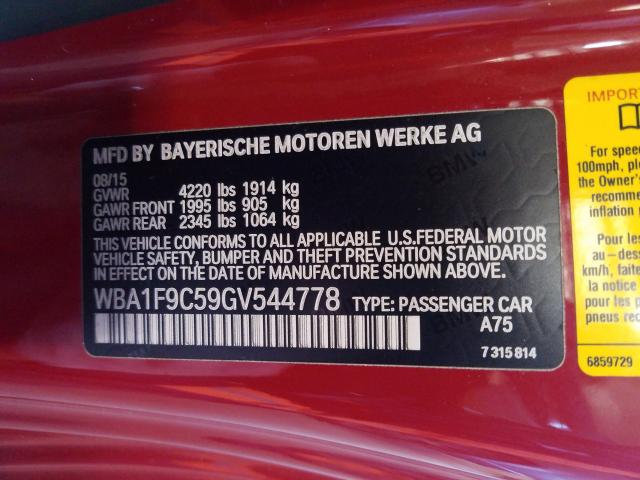 MFD BY BAYERISCHE MOTOREN WERKE AG
08/15
GVWR 4220 lbs 1914 kg
GAWR FRONT 1995 lbs 905 kg
GAWR REAR 2345 lbs 1064 kg
THIS VEHICLE CONFORMS TO ALL APPLICABLE U.S.FEDERAL MOTOR
VEHICLE SAFETY, BUMPER AND THEFT PREVENTION STANDARDS
IN EFFECT ON THE DATE OF MANUFACTURE SHOWN ABOVE.
WBA1F9C59GV544778 TYPE: PASSENGER CAR
A75
7 315 814
IMPOR
For spee
100mph, pl
the Owner's
recomme
inflation
Pour les
au-dess
km/h, faite
la notice
pour les p
pneus rec
6859729